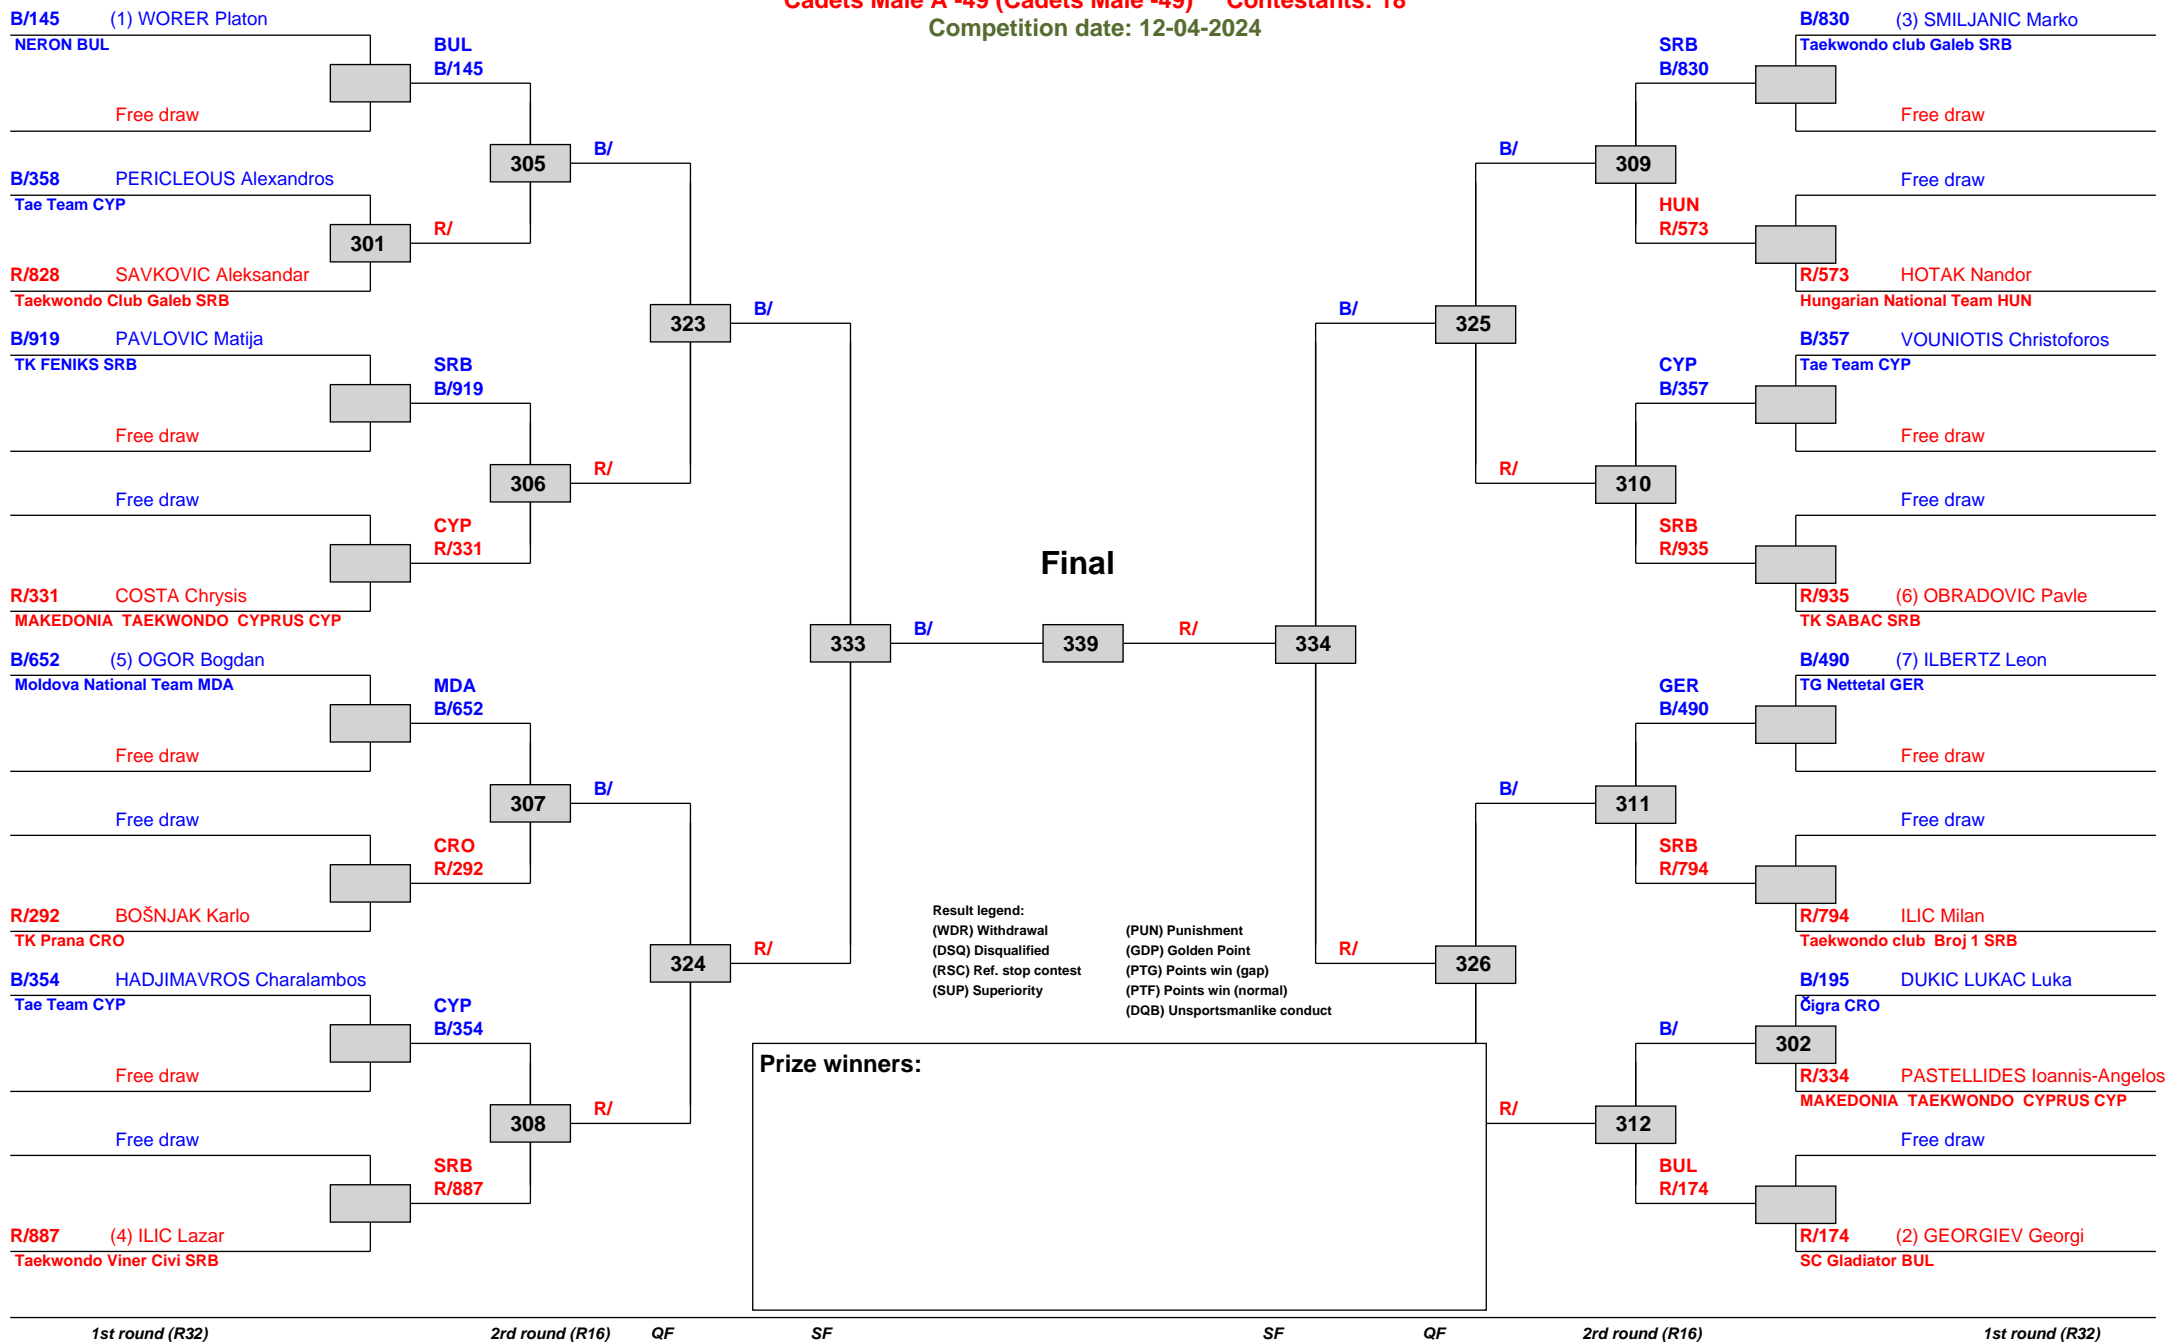 Cadets Male A -49 (Cadets Male -49) Contestants: 18
Competition date: 12-04-2024
B/145 (1) WORER Platon
NERON BUL
BUL
B/145
Free draw
305
B/
B/358 PERICLEOUS Alexandros
Tae Team CYP
301
R/
R/828 SAVKOVIC Aleksandar
Taekwondo Club Galeb SRB
323
B/
B/919 PAVLOVIC Matija
TK FENIKS SRB
SRB
B/919
Free draw
306
R/
Free draw
CYP
R/331
R/331 COSTA Chrysis
MAKEDONIA TAEKWONDO CYPRUS CYP
333
B/
B/652 (5) OGOR Bogdan
Moldova National Team MDA
MDA
B/652
Free draw
307
B/
Free draw
CRO
R/292
R/292 BOŠNJAK Karlo
TK Prana CRO
324
R/
B/354 HADJIMAVROS Charalambos
Tae Team CYP
CYP
B/354
Free draw
308
R/
Free draw
SRB
R/887
R/887 (4) ILIC Lazar
Taekwondo Viner Civi SRB
Final
339
R/
334
B/830 (3) SMILJANIC Marko
Taekwondo club Galeb SRB
SRB
B/830
Free draw
B/
309
Free draw
HUN
R/573
R/573 HOTAK Nandor
Hungarian National Team HUN
B/
325
B/357 VOUNIOTIS Christoforos
Tae Team CYP
CYP
B/357
Free draw
R/
310
Free draw
SRB
R/935
R/935 (6) OBRADOVIC Pavle
TK SABAC SRB
B/490 (7) ILBERTZ Leon
TG Nettetal GER
GER
B/490
Free draw
B/
311
Free draw
SRB
R/794
R/794 ILIC Milan
Taekwondo club Broj 1 SRB
R/
326
B/195 DUKIC LUKAC Luka
Čigra CRO
B/
302
R/334 PASTELLIDES Ioannis-Angelos
MAKEDONIA TAEKWONDO CYPRUS CYP
R/
312
Free draw
BUL
R/174
R/174 (2) GEORGIEV Georgi
SC Gladiator BUL
Result legend:
(WDR) Withdrawal (PUN) Punishment
(DSQ) Disqualified (GDP) Golden Point
(RSC) Ref. stop contest (PTG) Points win (gap)
(SUP) Superiority (PTF) Points win (normal)
(DQB) Unsportsmanlike conduct
Prize winners:
1st round (R32) 2rd round (R16) QF SF SF QF 2rd round (R16) 1st round (R32)